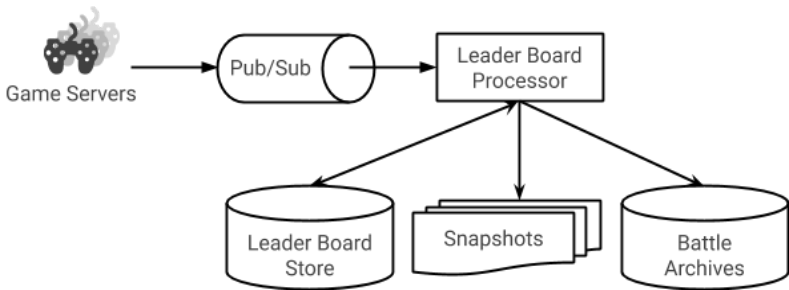 Game Servers
Pub/Sub
Leader Board
Processor
Leader Board
Store
Snapshots
Battle
Archives